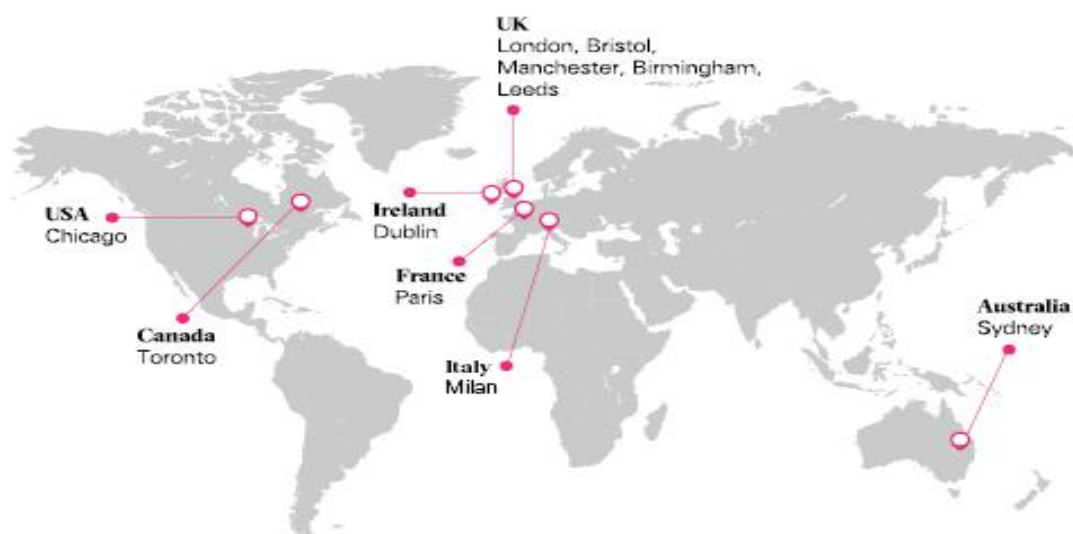 UK
London, Bristol,
Manchester, Birmingham,
Leeds
USA
Chicago
Ireland
Dublin
France
Paris
Canada
Toronto
Italy
Milan
Australia
Sydney